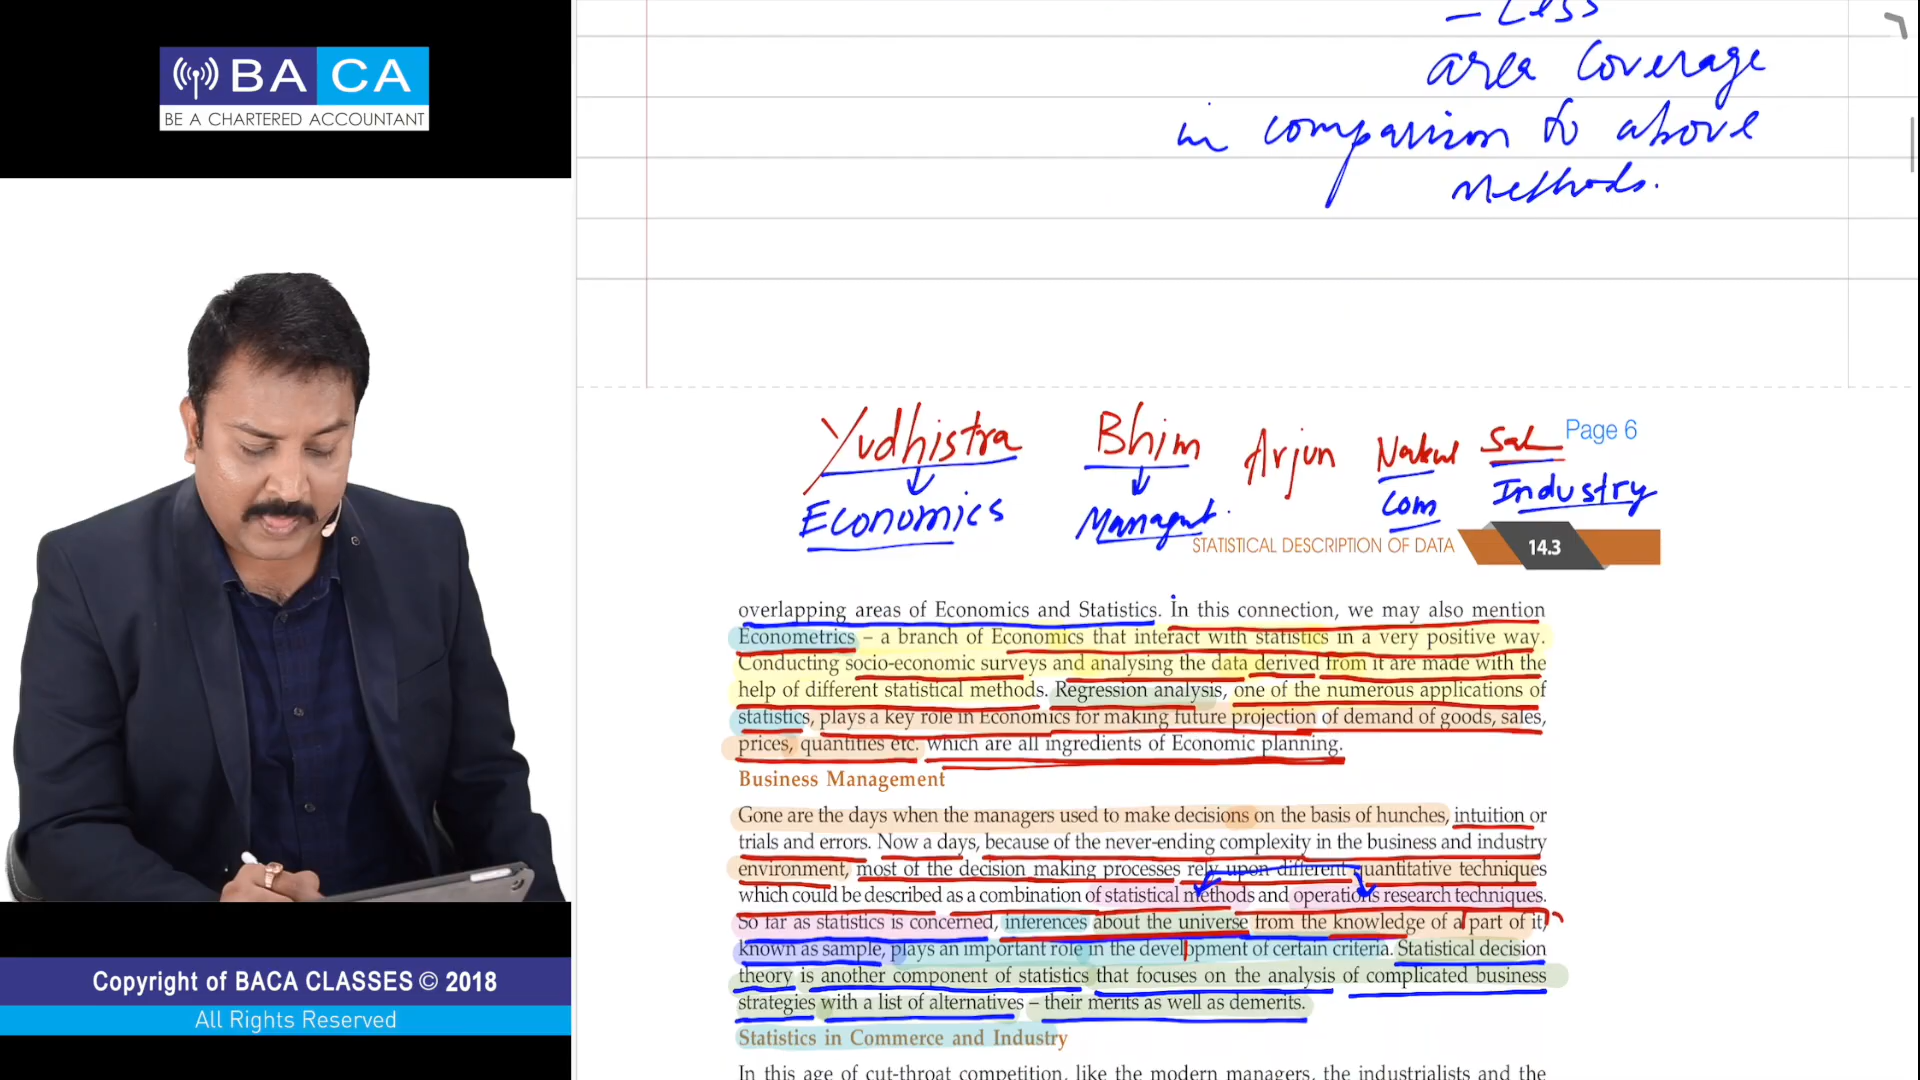 BA CA
BE A CHARTERED ACCOUNTANT
– Less
area Coverage
in comparison to above
Methods.
Yudhistra Bhim Arjun Nakul Sah Page 6
Economics Managmt. Com Industry
STATISTICAL DESCRIPTION OF DATA 14.3
overlapping areas of Economics and Statistics. In this connection, we may also mention
Econometrics – a branch of Economics that interact with statistics in a very positive way.
Conducting socio-economic surveys and analysing the data derived from it are made with the
help of different statistical methods. Regression analysis, one of the numerous applications of
statistics, plays a key role in Economics for making future projection of demand of goods, sales,
prices, quantities etc. which are all ingredients of Economic planning.
Business Management
Gone are the days when the managers used to make decisions on the basis of hunches, intuition or
trials and errors. Now a days, because of the never-ending complexity in the business and industry
environment, most of the decision making processes rely upon different quantitative techniques
which could be described as a combination of statistical methods and operations research techniques.
So far as statistics is concerned, inferences about the universe from the knowledge of a part of it,
known as sample, plays an important role in the development of certain criteria. Statistical decision
theory is another component of statistics that focuses on the analysis of complicated business
strategies with a list of alternatives – their merits as well as demerits.
Statistics in Commerce and Industry
In this age of cut-throat competition, like the modern managers, the industrialists and the
Copyright of BACA CLASSES © 2018
All Rights Reserved